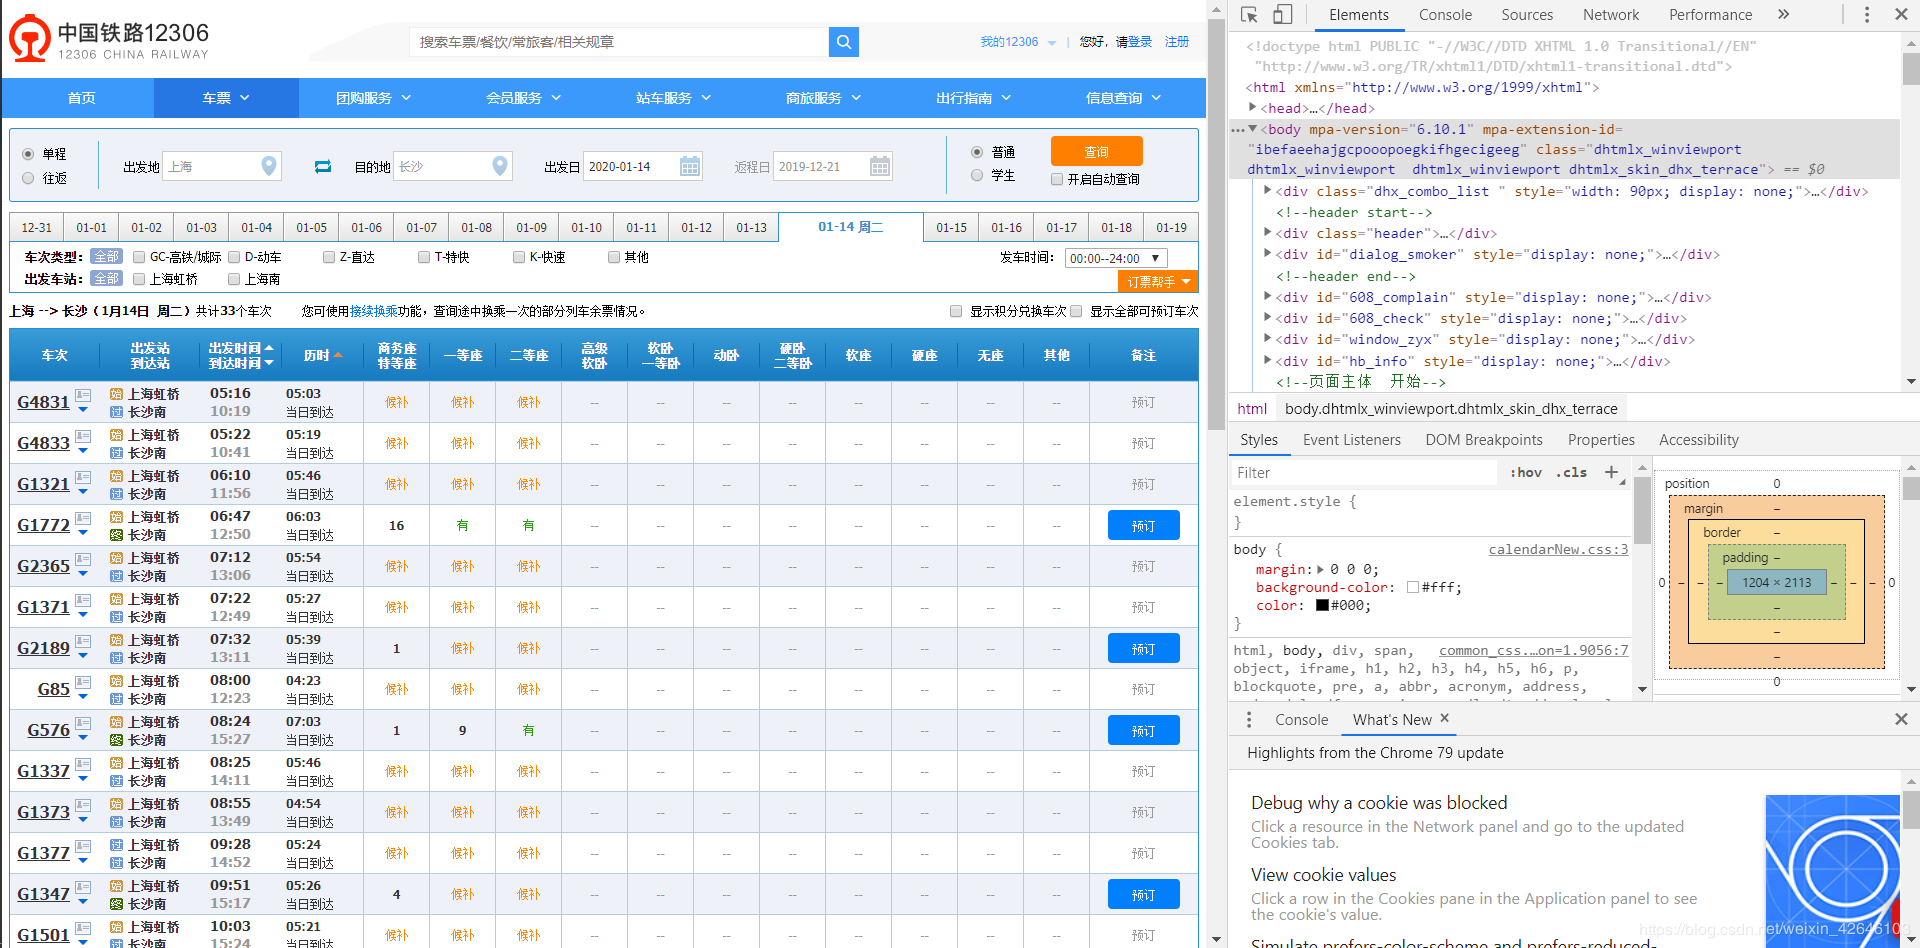 中国铁路12306
12306 CHINA RAILWAY
搜索车票/餐饮/常旅客/相关规章
我的12306 | 您好，请登录 注册
首页 车票 团购服务 会员服务 站车服务 商旅服务 出行指南 信息查询
单程
往返
出发地 上海 目的地 长沙 出发日 2020-01-14 返程日 2019-12-21
普通
学生
查询
开启自动查询
12-31 01-01 01-02 01-03 01-04 01-05 01-06 01-07 01-08 01-09 01-10 01-11 01-12 01-13 01-14 周二 01-15 01-16 01-17 01-18 01-19
车次类型： 全部 GC-高铁/城际 D-动车 Z-直达 T-特快 K-快速 其他 发车时间： 00:00--24:00
出发车站： 全部 上海虹桥 上海南
订票帮手
上海 --> 长沙（1月14日 周二）共计33个车次 您可使用接续换乘功能，查询途中换乘一次的部分列车余票情况。 显示积分兑换车次 显示全部可预订车次
车次 出发站 到达站 出发时间 到达时间 历时 商务座 特等座 一等座 二等座 高级 软卧 软卧 一等卧 动卧 硬卧 二等卧 软座 硬座 无座 其他 备注
G4831 始 上海虹桥 05:16 05:03 候补 候补 候补 -- -- -- -- -- -- -- -- 预订
过 长沙南 10:19 当日到达
G4833 始 上海虹桥 05:22 05:19 候补 候补 候补 -- -- -- -- -- -- -- -- 预订
过 长沙南 10:41 当日到达
G1321 始 上海虹桥 06:10 05:46 候补 候补 候补 -- -- -- -- -- -- -- -- 预订
过 长沙南 11:56 当日到达
G1772 始 上海虹桥 06:47 06:03 16 有 有 -- -- -- -- -- -- -- -- 预订
终 长沙南 12:50 当日到达
G2365 始 上海虹桥 07:12 05:54 候补 候补 候补 -- -- -- -- -- -- -- -- 预订
过 长沙南 13:06 当日到达
G1371 始 上海虹桥 07:22 05:27 候补 候补 候补 -- -- -- -- -- -- -- -- 预订
过 长沙南 12:49 当日到达
G2189 始 上海虹桥 07:32 05:39 1 候补 候补 -- -- -- -- -- -- -- -- 预订
过 长沙南 13:11 当日到达
G85 始 上海虹桥 08:00 04:23 候补 候补 候补 -- -- -- -- -- -- -- -- 预订
过 长沙南 12:23 当日到达
G576 始 上海虹桥 08:24 07:03 1 9 有 -- -- -- -- -- -- -- -- 预订
终 长沙南 15:27 当日到达
G1337 始 上海虹桥 08:25 05:46 候补 候补 候补 -- -- -- -- -- -- -- -- 预订
过 长沙南 14:11 当日到达
G1373 始 上海虹桥 08:55 04:54 候补 候补 候补 -- -- -- -- -- -- -- -- 预订
过 长沙南 13:49 当日到达
G1377 过 上海虹桥 09:28 05:24 候补 候补 候补 -- -- -- -- -- -- -- -- 预订
过 长沙南 14:52 当日到达
G1347 始 上海虹桥 09:51 05:26 4 候补 候补 -- -- -- -- -- -- -- -- 预订
终 长沙南 15:17 当日到达
G1501 始 上海虹桥 10:03 05:21 候补 候补 候补 -- -- -- -- -- -- -- -- 预订
过 长沙南 15:24 当日到达
Elements Console Sources Network Performance
<!doctype html PUBLIC "-//W3C//DTD XHTML 1.0 Transitional//EN"
"http://www.w3.org/TR/xhtml1/DTD/xhtml1-transitional.dtd">
<html xmlns="http://www.w3.org/1999/xhtml">
<head>…</head>
<body mpa-version="6.10.1" mpa-extension-id=
"ibefaeehajgcpooopoegkifhgecigeeg" class="dhtmlx_winviewport
dhtmlx_winviewport dhtmlx_winviewport dhtmlx_skin_dhx_terrace"> == $0
<div class="dhx_combo_list " style="width: 90px; display: none;">…</div>
<!--header start-->
<div class="header">…</div>
<div id="dialog_smoker" style="display: none;">…</div>
<!--header end-->
<div id="608_complain" style="display: none;">…</div>
<div id="608_check" style="display: none;">…</div>
<div id="window_zyx" style="display: none;">…</div>
<div id="hb_info" style="display: none;">…</div>
<!--页面主体 开始-->
html body.dhtmlx_winviewport.dhtmlx_skin_dhx_terrace
Styles Event Listeners DOM Breakpoints Properties Accessibility
Filter :hov .cls +
element.style {
}
body { calendarNew.css:3
margin: 0 0 0;
background-color: #fff;
color: #000;
}
html, body, div, span, common_css.…on=1.9056:7
object, iframe, h1, h2, h3, h4, h5, h6, p,
blockquote, pre, a, abbr, acronym, address,
position 0
margin –
border –
padding –
0 – – – 1204 × 2113 – – – 0
–
–
–
0
Console What's New ×
Highlights from the Chrome 79 update
Debug why a cookie was blocked
Click a resource in the Network panel and go to the updated
Cookies tab.
View cookie values
Click a row in the Cookies pane in the Application panel to see
the cookie's value.
Simulate prefers-color-scheme and prefers-reduced-